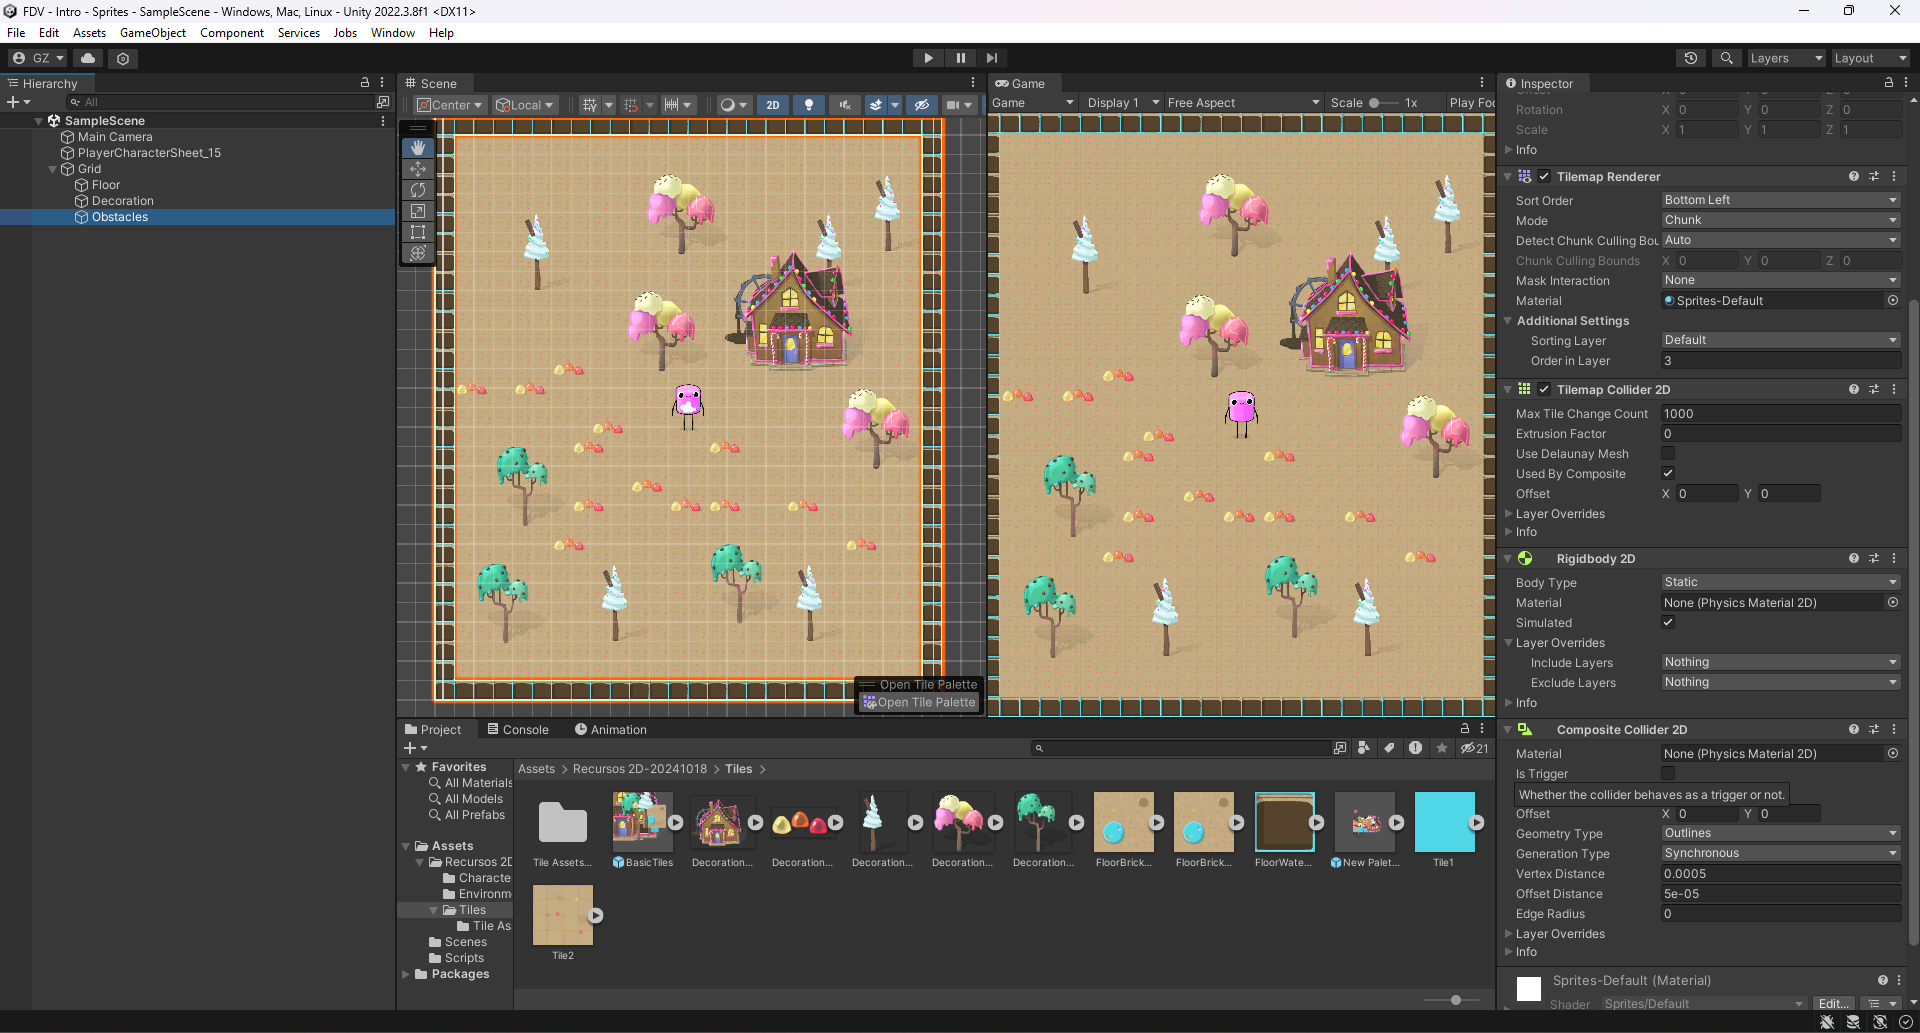 FDV - Intro - Sprites - SampleScene - Windows, Mac, Linux - Unity 2022.3.8f1 <DX11>
File Edit Assets GameObject Component Services Jobs Window Help
GZ Layers Layout
Hierarchy
All
SampleScene
Main Camera
PlayerCharacterSheet_15
Grid
Floor
Decoration
Obstacles
Scene
Center Local 2D
Open Tile Palette
Open Tile Palette
Game
Game Display 1 Free Aspect Scale 1x Play Foc
Project Console Animation
21
Favorites
All Materials
All Models
All Prefabs
Assets
Recursos 2D
Characte
Environm
Tiles
Tile As
Scenes
Scripts
Packages
Assets > Recursos 2D-20241018 > Tiles >
Tile Assets... BasicTiles Decoration... Decoration... Decoration... Decoration... Decoration... FloorBrick... FloorBrick... FloorWate... New Palet... Tile1
Tile2
Inspector
Offset Z
Rotation X 0 Y 0 Z 0
Scale X 1 Y 1 Z 1
Info
Tilemap Renderer
Sort Order Bottom Left
Mode Chunk
Detect Chunk Culling Bou Auto
Chunk Culling Bounds X 0 Y 0 Z 0
Mask Interaction None
Material Sprites-Default
Additional Settings
Sorting Layer Default
Order in Layer 3
Tilemap Collider 2D
Max Tile Change Count 1000
Extrusion Factor 0
Use Delaunay Mesh
Used By Composite
Offset X 0 Y 0
Layer Overrides
Info
Rigidbody 2D
Body Type Static
Material None (Physics Material 2D)
Simulated
Layer Overrides
Include Layers Nothing
Exclude Layers Nothing
Info
Composite Collider 2D
Material None (Physics Material 2D)
Is Trigger
Whether the collider behaves as a trigger or not.
Offset X 0 Y 0
Geometry Type Outlines
Generation Type Synchronous
Vertex Distance 0.0005
Offset Distance 5e-05
Edge Radius 0
Layer Overrides
Info
Sprites-Default (Material)
Shader Sprites/Default Edit...